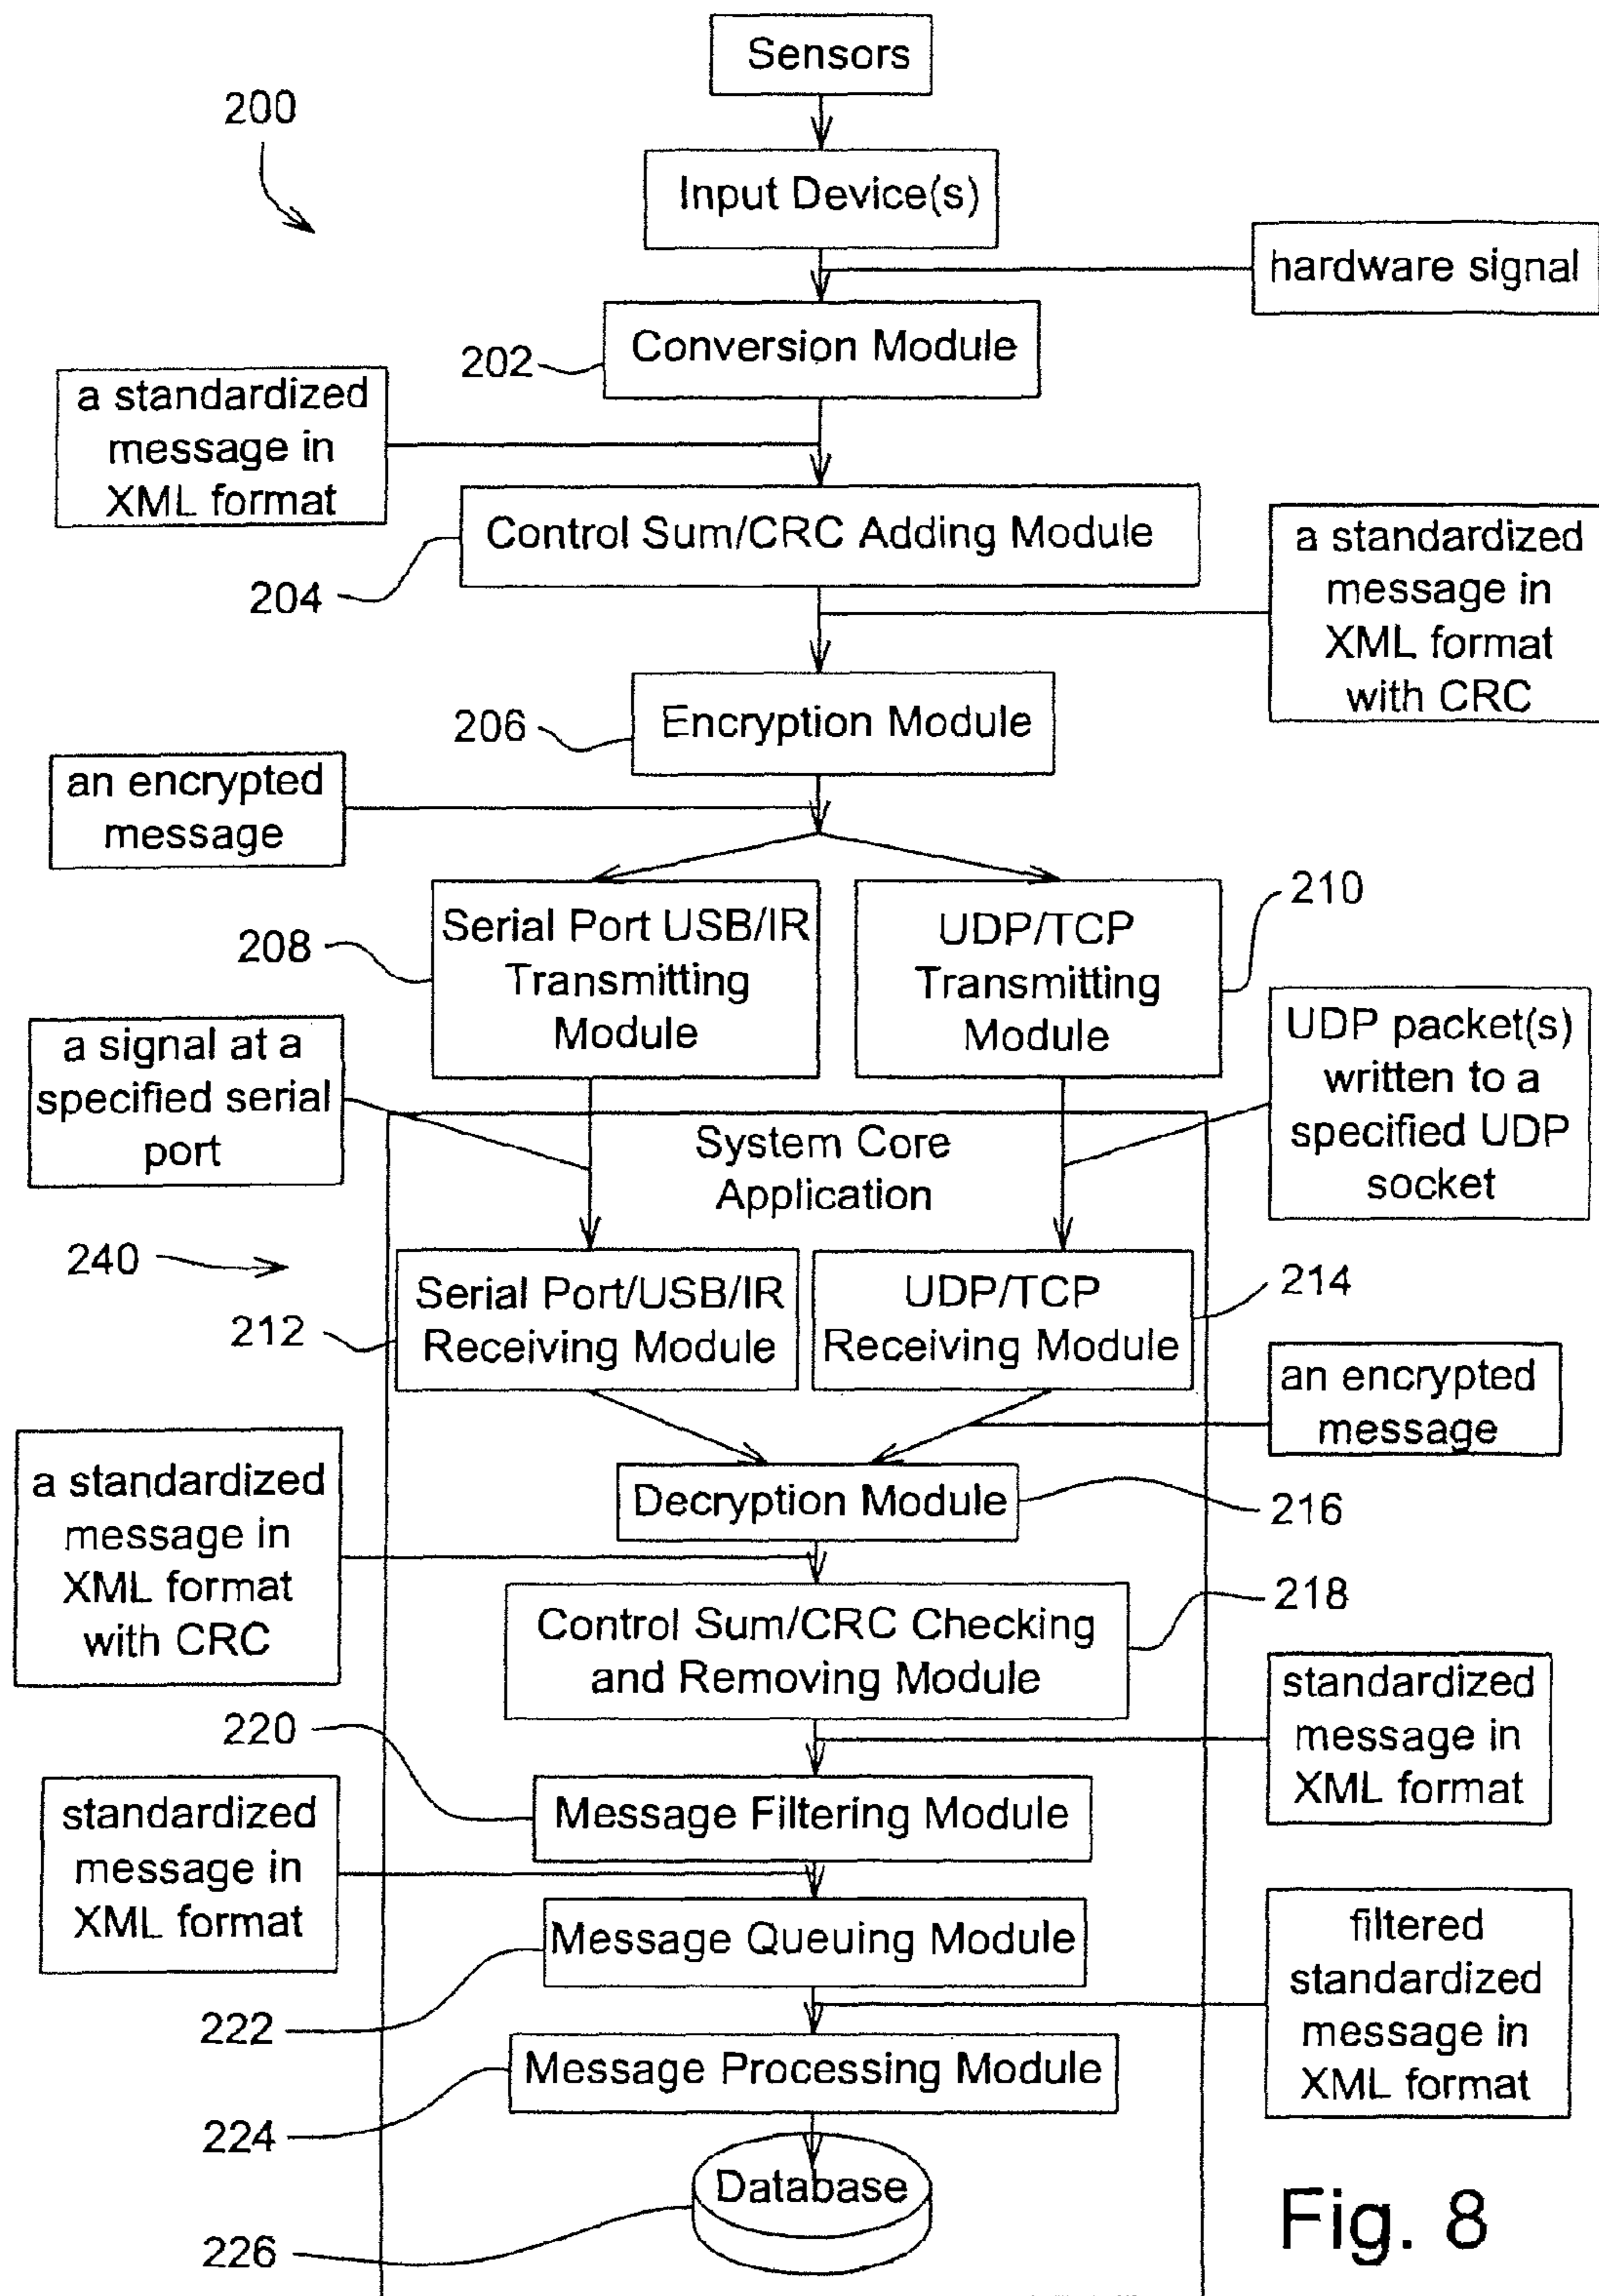 Sensors
200
Input Device(s)
hardware signal
Conversion Module
202
a standardized
message in
XML format
Control Sum/CRC Adding Module
204
a standardized
message in
XML format
with CRC
Encryption Module
206
an encrypted
message
Serial Port USB/IR
Transmitting
Module
208
UDP/TCP
Transmitting
Module
210
a signal at a
specified serial
port
UDP packet(s)
written to a
specified UDP
socket
System Core
Application
240
Serial Port/USB/IR
Receiving Module
212
UDP/TCP
Receiving Module
214
an encrypted
message
Decryption Module
216
a standardized
message in
XML format
with CRC
Control Sum/CRC Checking
and Removing Module
218
220
standardized
message in
XML format
Message Filtering Module
standardized
message in
XML format
Message Queuing Module
222
filtered
standardized
message in
XML format
Message Processing Module
224
Database
226
Fig. 8